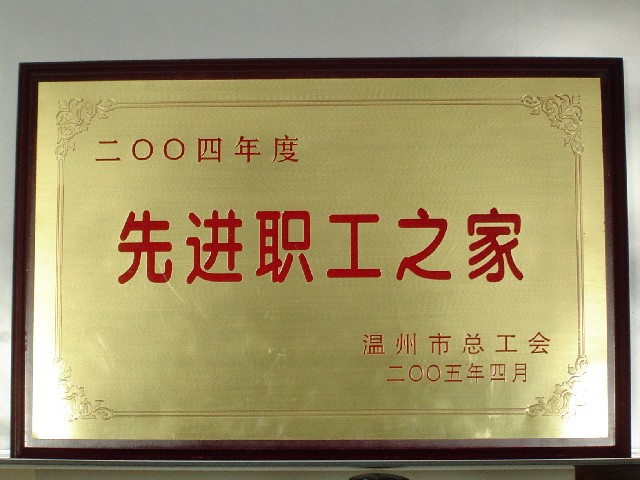 二〇〇四年度
先进职工之家
温州市总工会
二〇〇五年四月